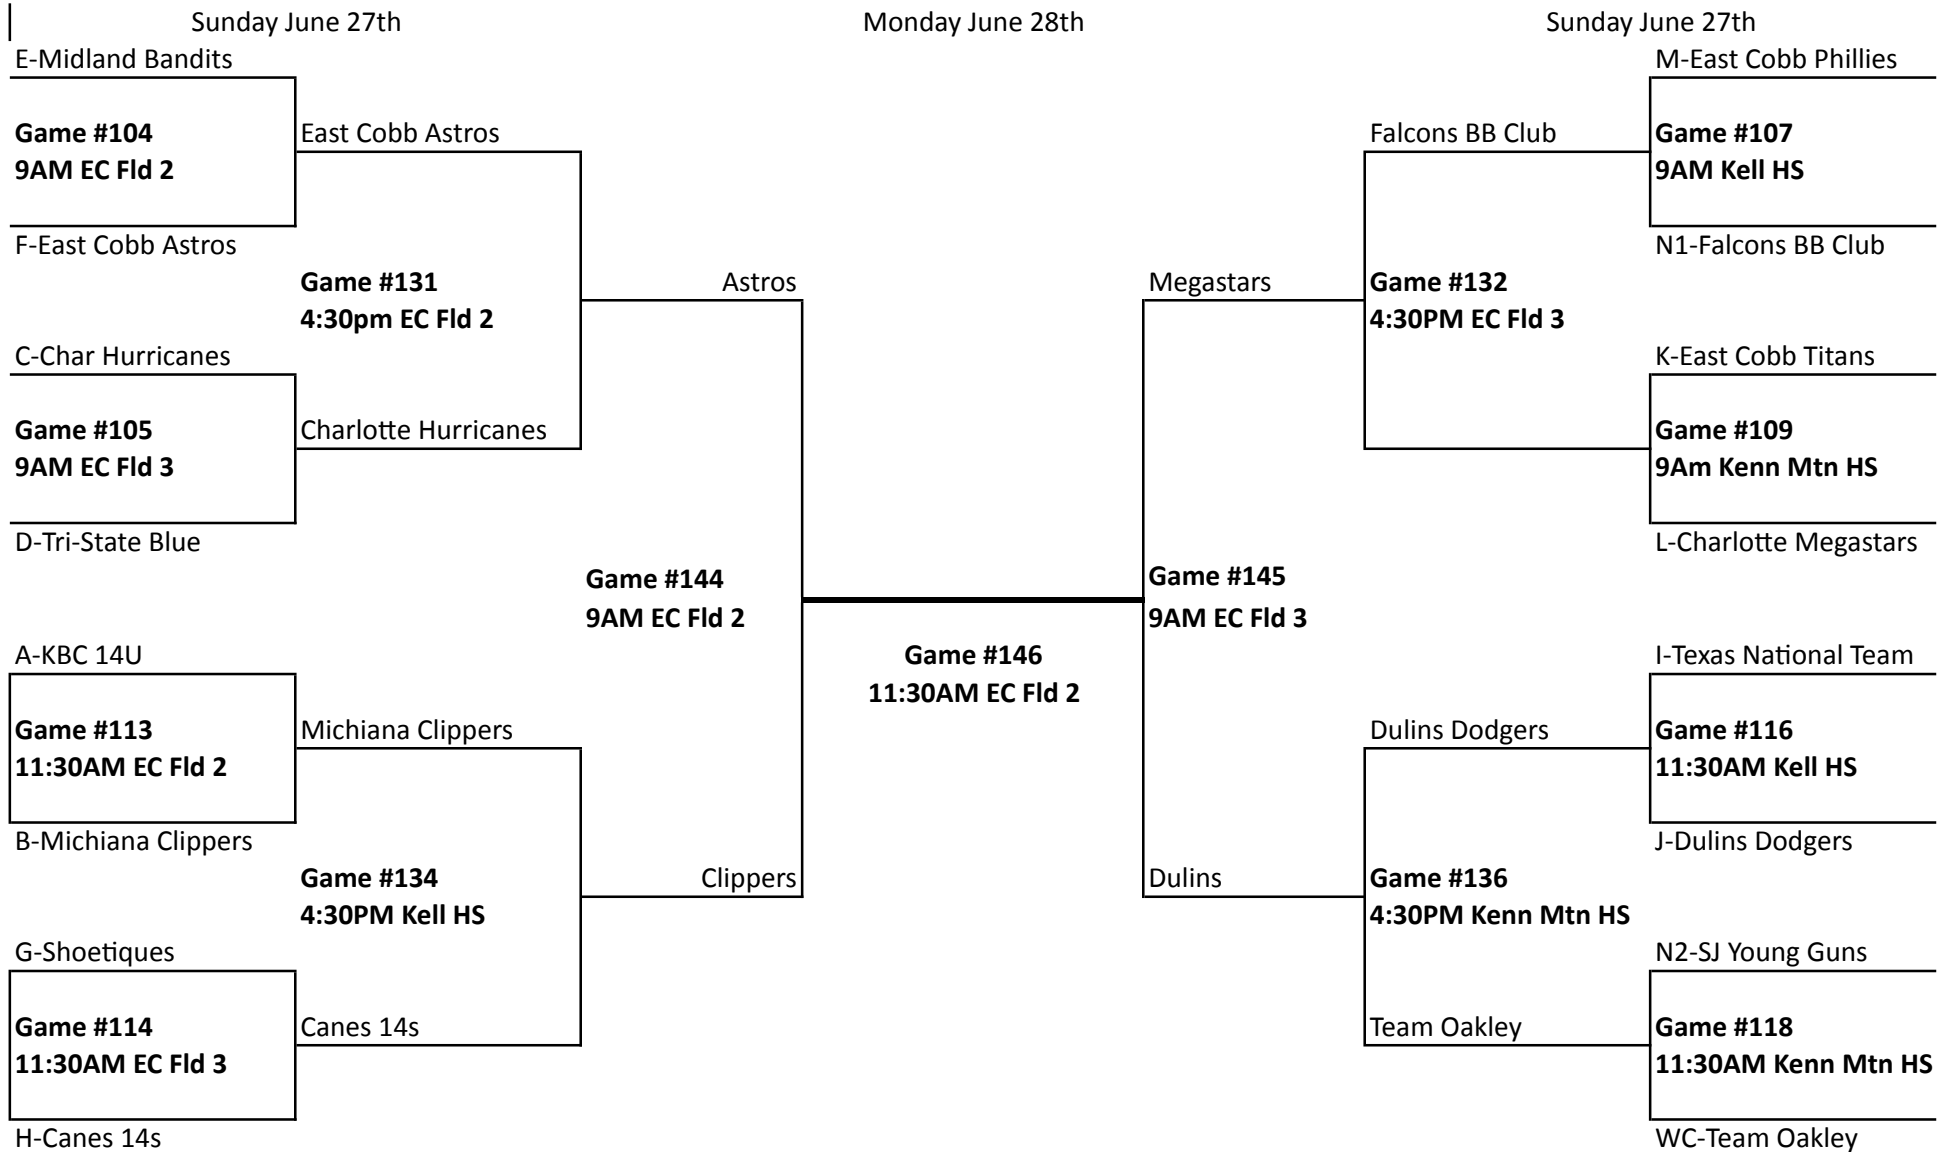 Sunday June 27th
Monday June 28th
Sunday June 27th
E-Midland Bandits
Game #104
9AM EC Fld 2
F-East Cobb Astros
East Cobb Astros
Game #131
4:30pm EC Fld 2
C-Char Hurricanes
Game #105
9AM EC Fld 3
D-Tri-State Blue
Charlotte Hurricanes
Astros
Game #144
9AM EC Fld 2
A-KBC 14U
Game #113
11:30AM EC Fld 2
B-Michiana Clippers
Michiana Clippers
Game #134
4:30PM Kell HS
G-Shoetiques
Game #114
11:30AM EC Fld 3
H-Canes 14s
Canes 14s
Clippers
Game #146
11:30AM EC Fld 2
Megastars
Game #145
9AM EC Fld 3
Dulins
Falcons BB Club
Game #132
4:30PM EC Fld 3
M-East Cobb Phillies
Game #107
9AM Kell HS
N1-Falcons BB Club
K-East Cobb Titans
Game #109
9Am Kenn Mtn HS
L-Charlotte Megastars
Dulins Dodgers
Game #136
4:30PM Kenn Mtn HS
Team Oakley
I-Texas National Team
Game #116
11:30AM Kell HS
J-Dulins Dodgers
N2-SJ Young Guns
Game #118
11:30AM Kenn Mtn HS
WC-Team Oakley